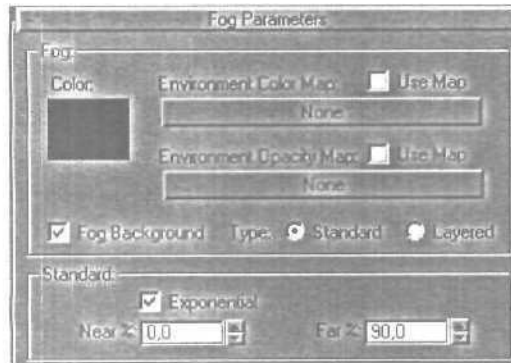 Fog Parameters
Fog:
Color: Environment Color Map: Use Map
None
Environment Opacity Map: Use Map
None
Fog Background Type: Standard Layered
Standard:
Exponential
Near %: 0,0 Far %: 90,0